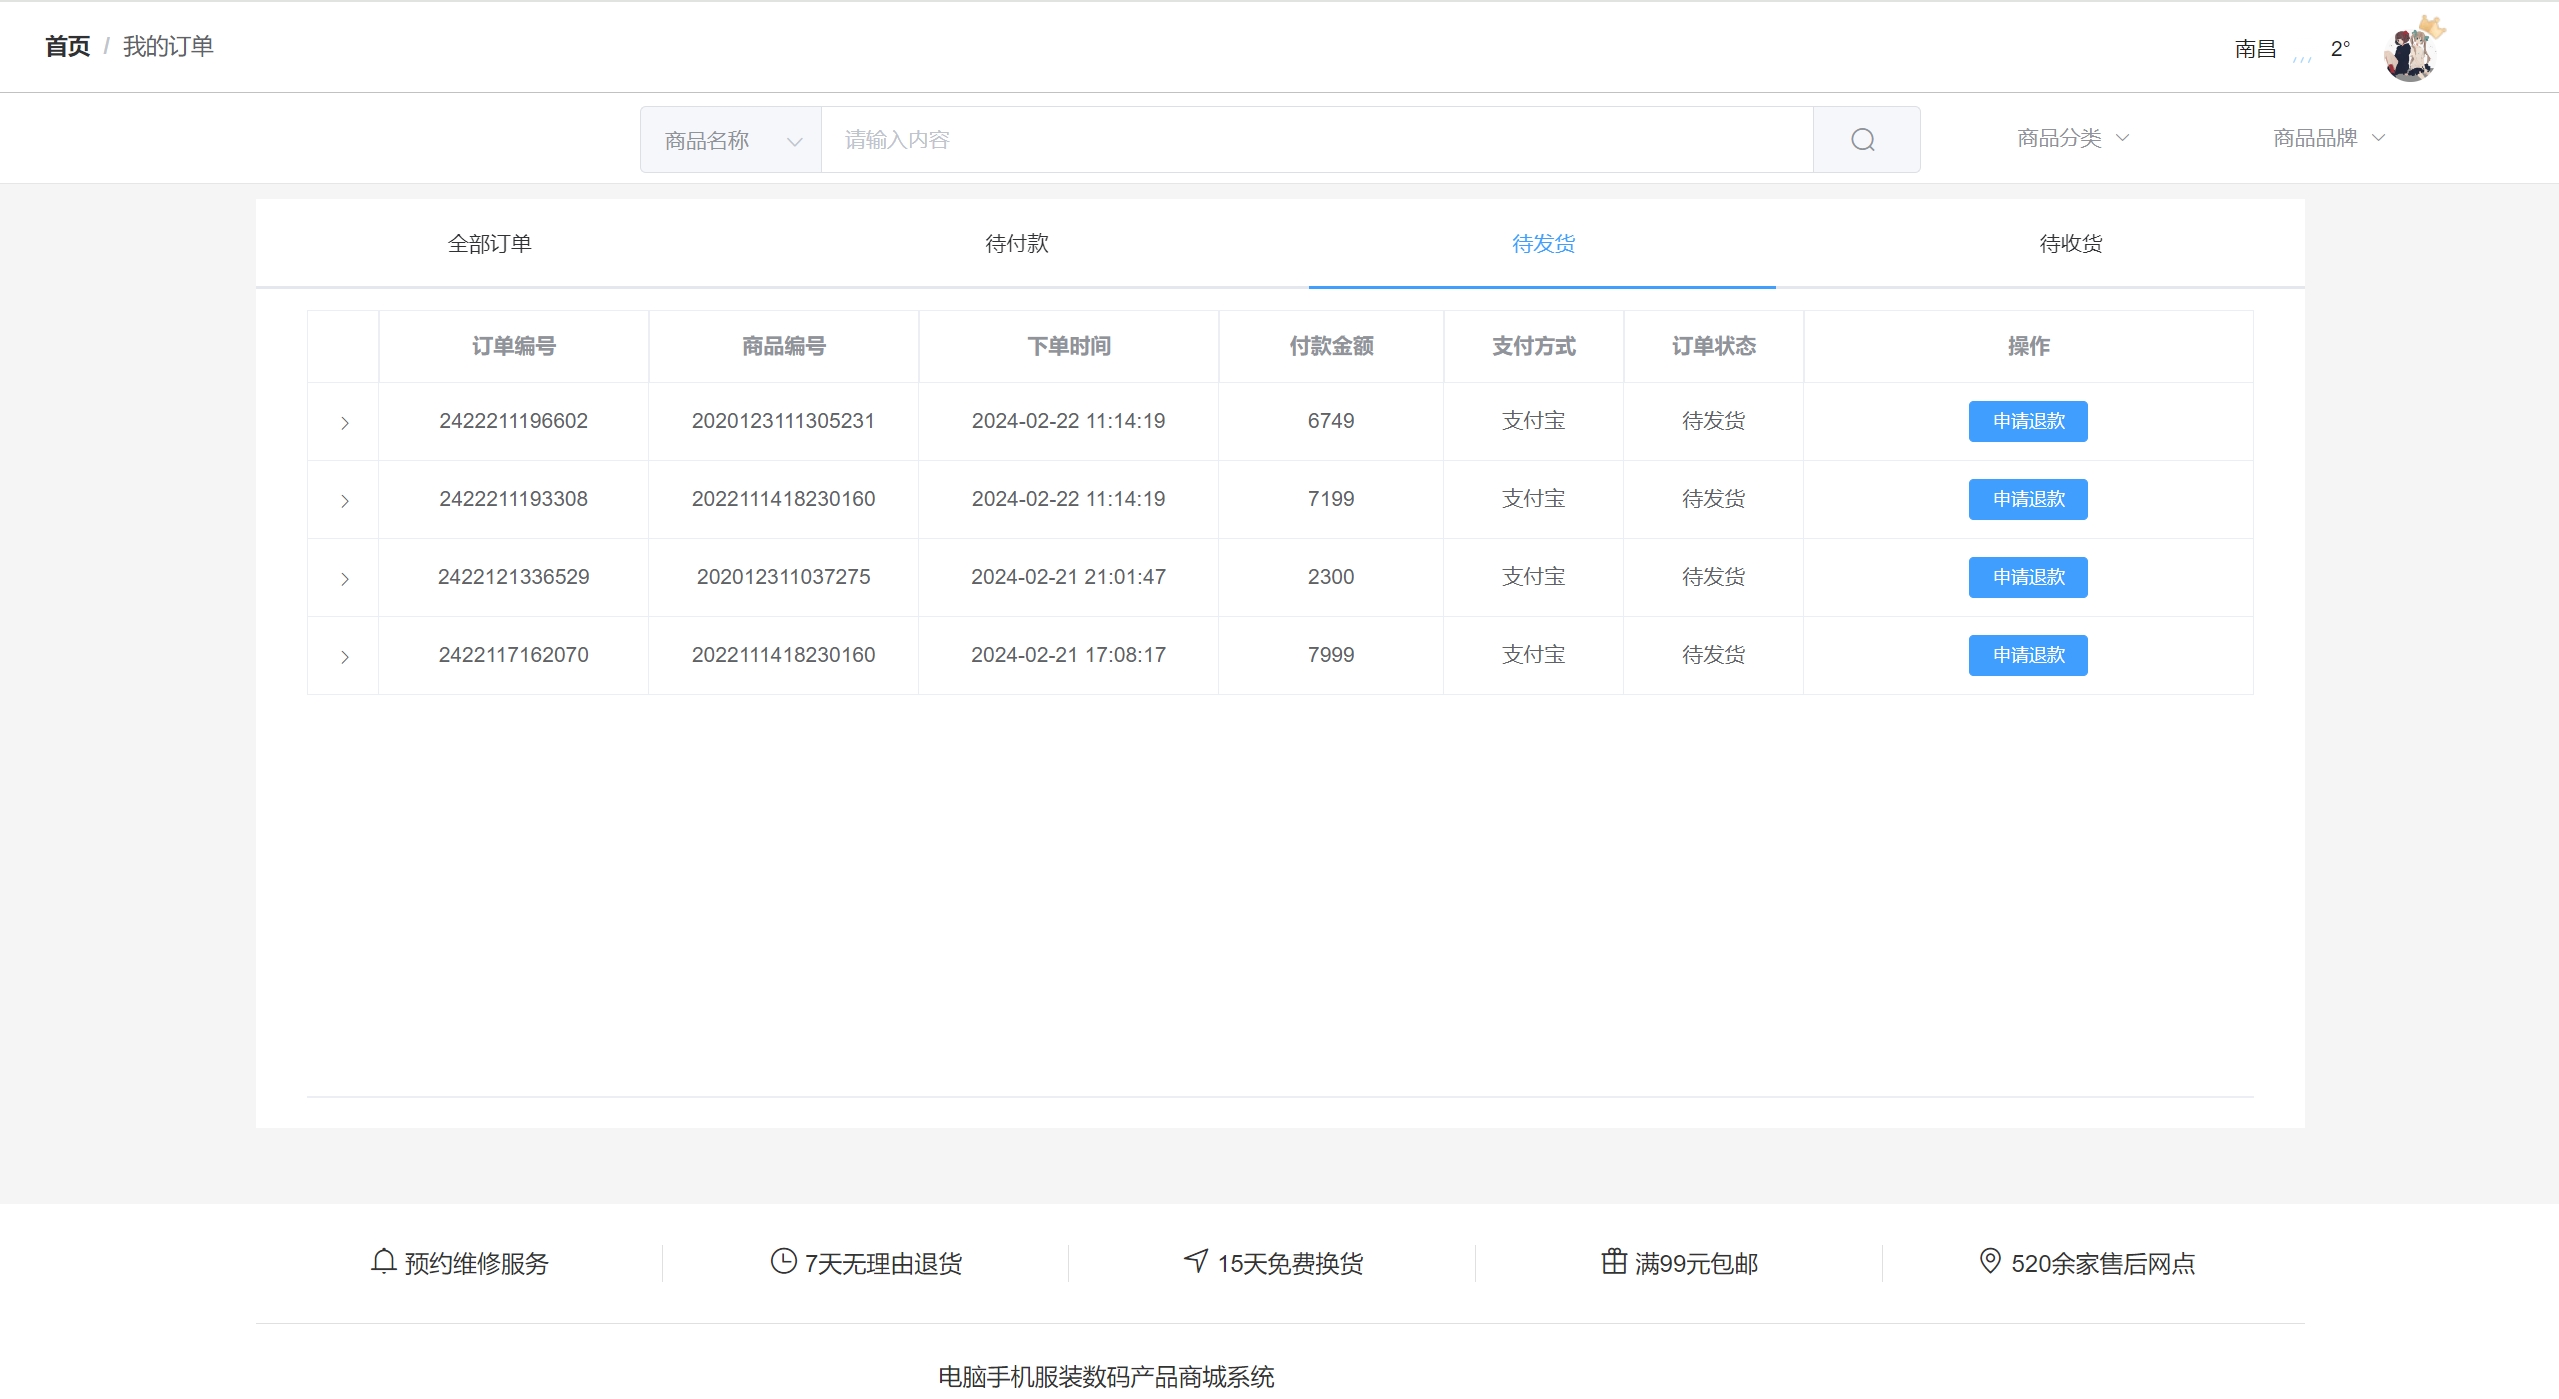 首页 / 我的订单
南昌 2°
商品名称 请输入内容 商品分类 商品品牌
全部订单 待付款 待发货 待收货
订单编号 商品编号 下单时间 付款金额 支付方式 订单状态 操作
2422211196602 2020123111305231 2024-02-22 11:14:19 6749 支付宝 待发货 申请退款
2422211193308 2022111418230160 2024-02-22 11:14:19 7199 支付宝 待发货 申请退款
2422121336529 202012311037275 2024-02-21 21:01:47 2300 支付宝 待发货 申请退款
2422117162070 2022111418230160 2024-02-21 17:08:17 7999 支付宝 待发货 申请退款
预约维修服务 7天无理由退货 15天免费换货 满99元包邮 520余家售后网点
电脑手机服装数码产品商城系统